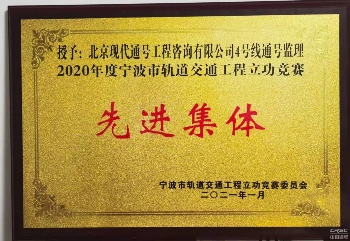 授予：北京现代通号工程咨询有限公司4号线通号监理
2020年度宁波市轨道交通工程立功竞赛
先进集体
宁波市轨道交通工程立功竞赛委员会
二〇二一年一月